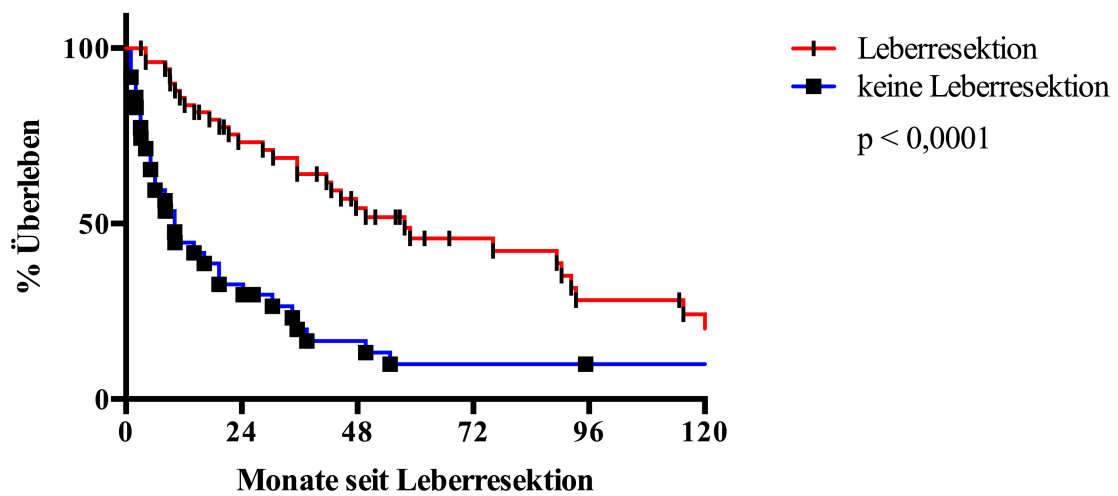 % Überleben
100
50
0
0 24 48 72 96 120
Monate seit Leberresektion
Leberresektion
keine Leberresektion
p < 0,0001